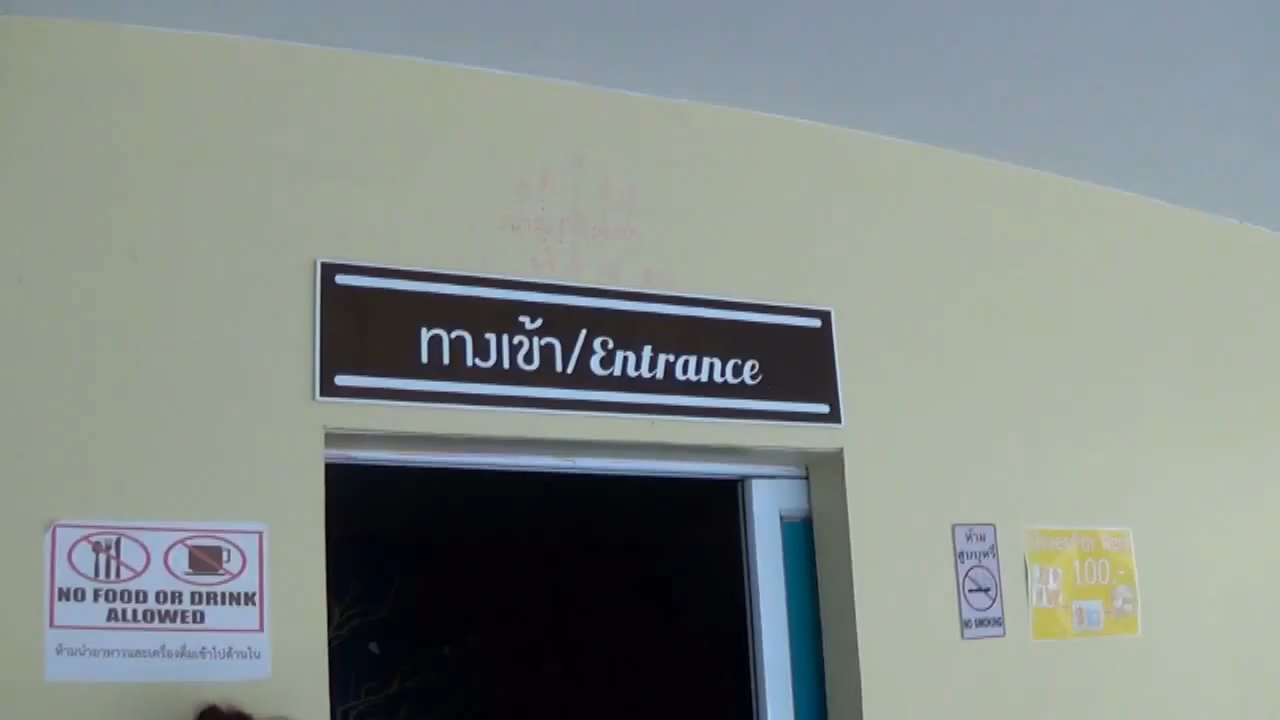 ทางเข้า/Entrance
NO FOOD OR DRINK
ALLOWED
ห้ามนำอาหารและเครื่องดื่มเข้าไปด้านใน
ห้าม
สูบบุหรี่
NO SMOKING
for Rent
100.-